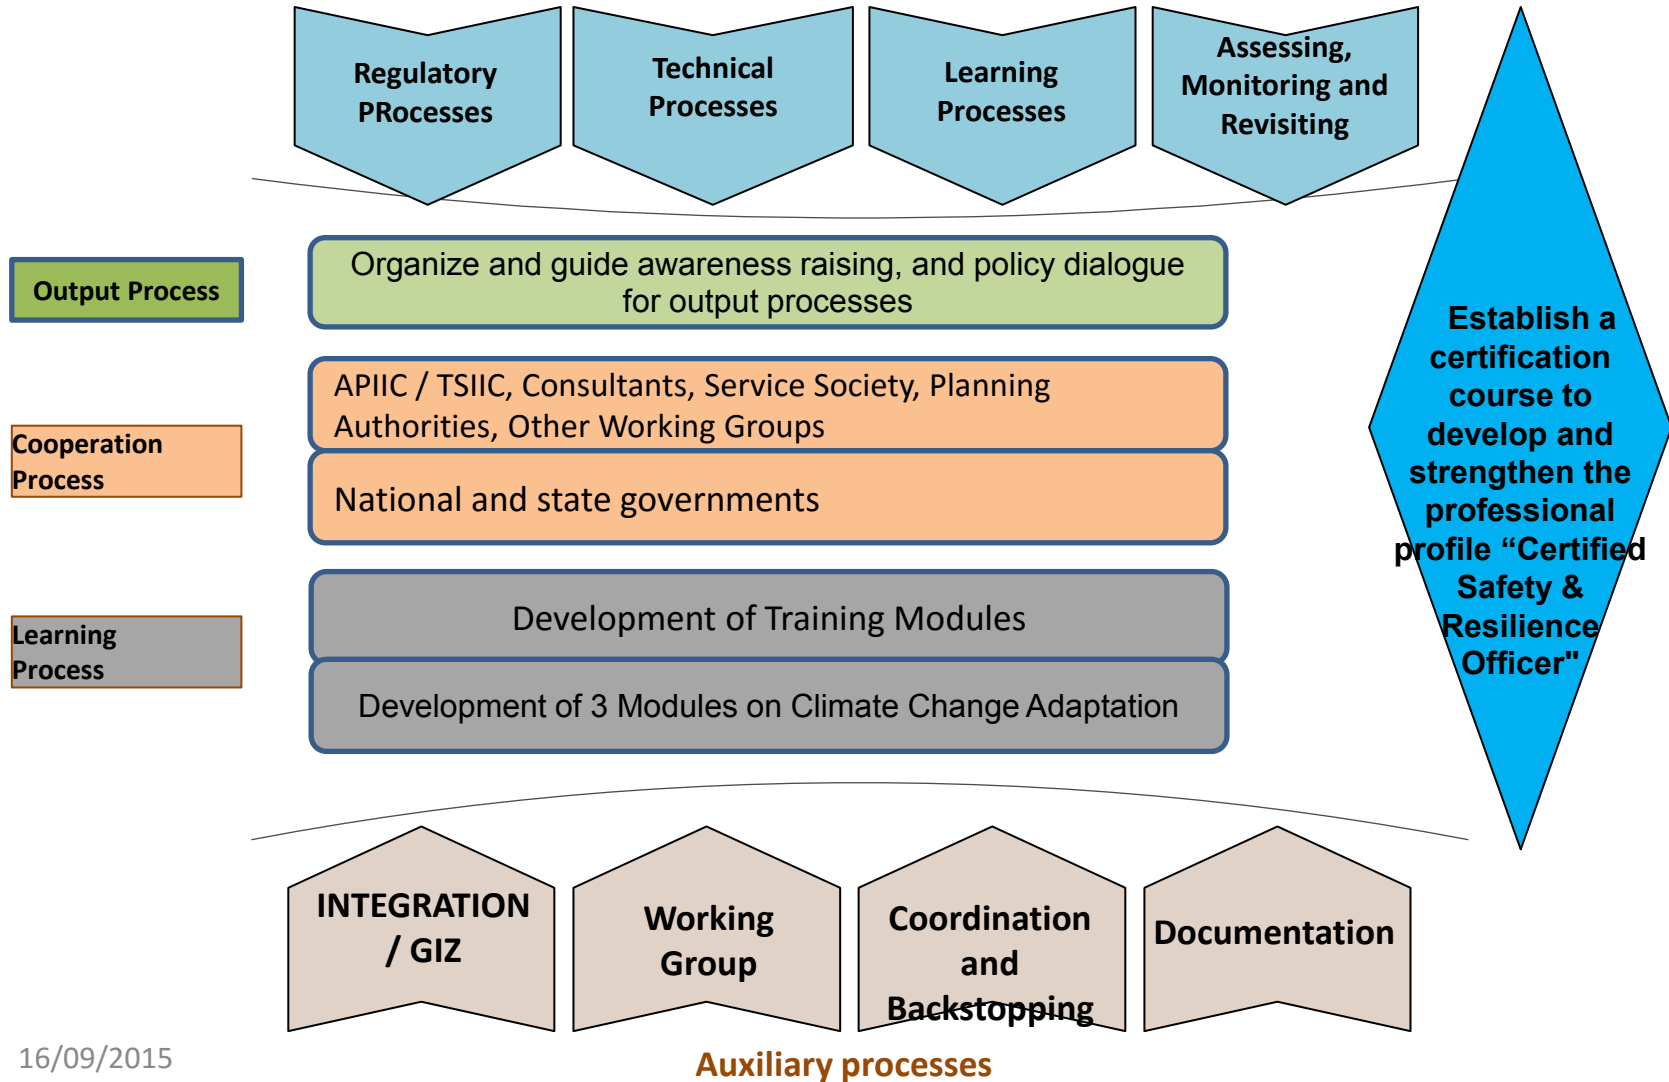 Regulatory
PRocesses
Technical
Processes
Learning
Processes
Assessing,
Monitoring and
Revisiting
Output Process
Organize and guide awareness raising, and policy dialogue
for output processes
Cooperation
Process
APIIC / TSIIC, Consultants, Service Society, Planning
Authorities, Other Working Groups
National and state governments
Learning
Process
Development of Training Modules
Development of 3 Modules on Climate Change Adaptation
Establish a
certification
course to
develop and
strengthen the
professional
profile “Certified
Safety &
Resilience
Officer"
INTEGRATION
/ GIZ
Working
Group
Coordination
and
Backstopping
Documentation
16/09/2015
Auxiliary processes